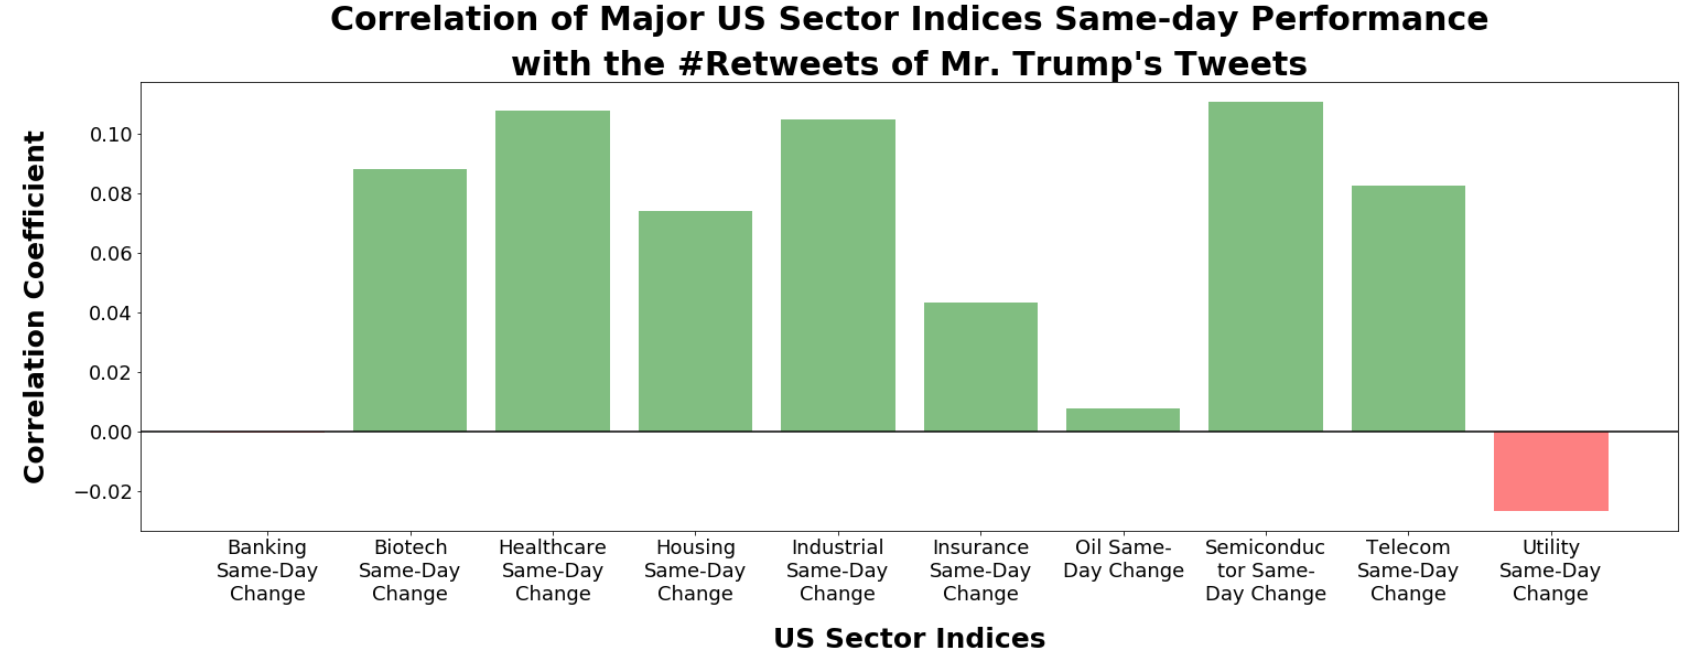 Correlation of Major US Sector Indices Same-day Performance
with the #Retweets of Mr. Trump's Tweets
Correlation Coefficient
0.10
0.08
0.06
0.04
0.02
0.00
−0.02
Banking
Same-Day
Change
Biotech
Same-Day
Change
Healthcare
Same-Day
Change
Housing
Same-Day
Change
Industrial
Same-Day
Change
Insurance
Same-Day
Change
Oil Same-
Day Change
Semiconduc
tor Same-
Day Change
Telecom
Same-Day
Change
Utility
Same-Day
Change
US Sector Indices